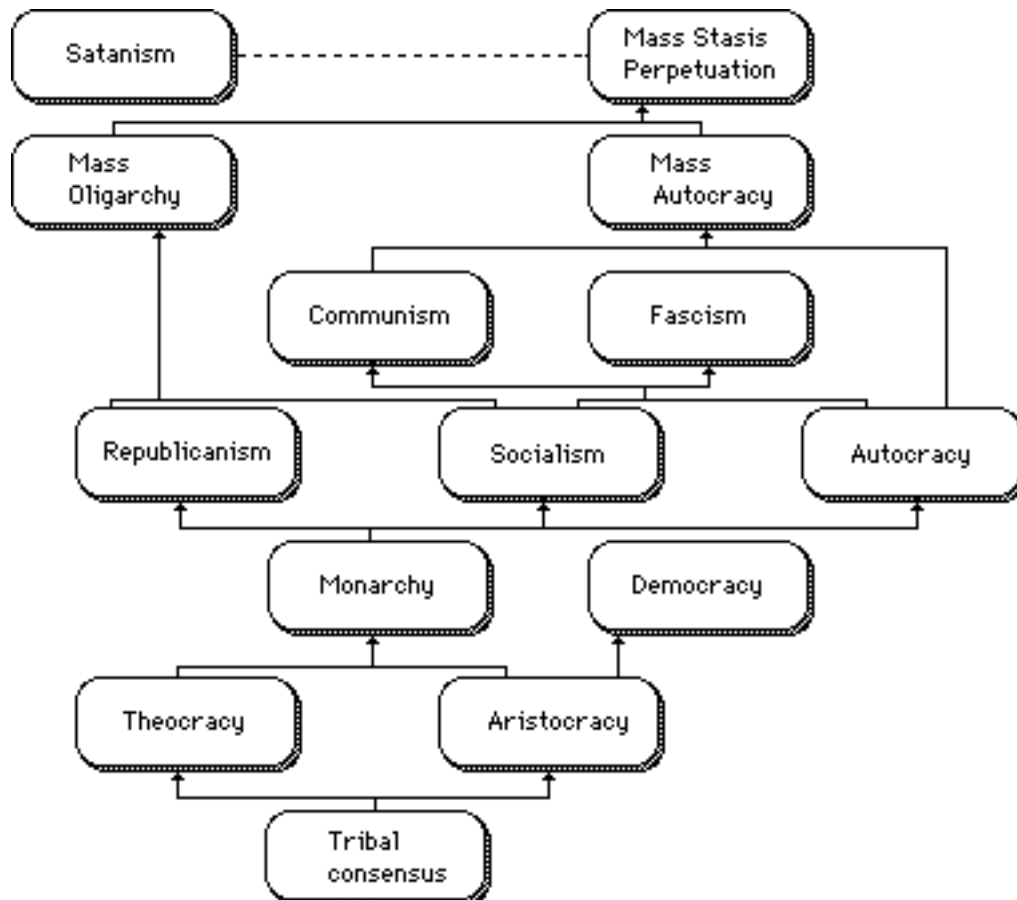 Satanism
Mass Stasis
Perpetuation
Mass
Oligarchy
Mass
Autocracy
Communism
Fascism
Republicanism
Socialism
Autocracy
Monarchy
Democracy
Theocracy
Aristocracy
Tribal
consensus